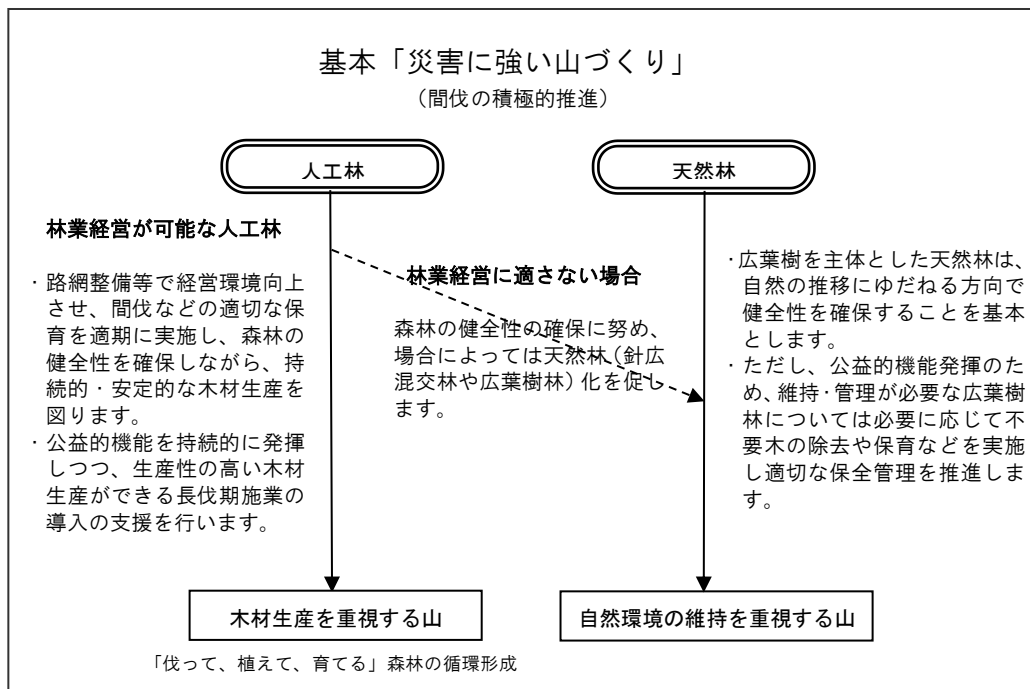 基本「災害に強い山づくり」
（間伐の積極的推進）
人工林
天然林
林業経営が可能な人工林
・路網整備等で経営環境向上
させ、間伐などの適切な保
育を適期に実施し、森林の
健全性を確保しながら、持
続的・安定的な木材生産を
図ります。
・公益的機能を持続的に発揮
しつつ、生産性の高い木材
生産ができる長伐期施業の
導入の支援を行います。
林業経営に適さない場合
森林の健全性の確保に努め、
場合によっては天然林（針広
混交林や広葉樹林）化を促し
ます。
・広葉樹を主体とした天然林は、
自然の推移にゆだねる方向で
健全性を確保することを基本
とします。
・ただし、公益的機能発揮のた
め、維持・管理が必要な広葉樹
林については必要に応じて不
要木の除去や保育などを実施
し適切な保全管理を推進しま
す。
木材生産を重視する山
自然環境の維持を重視する山
「伐って、植えて、育てる」森林の循環形成